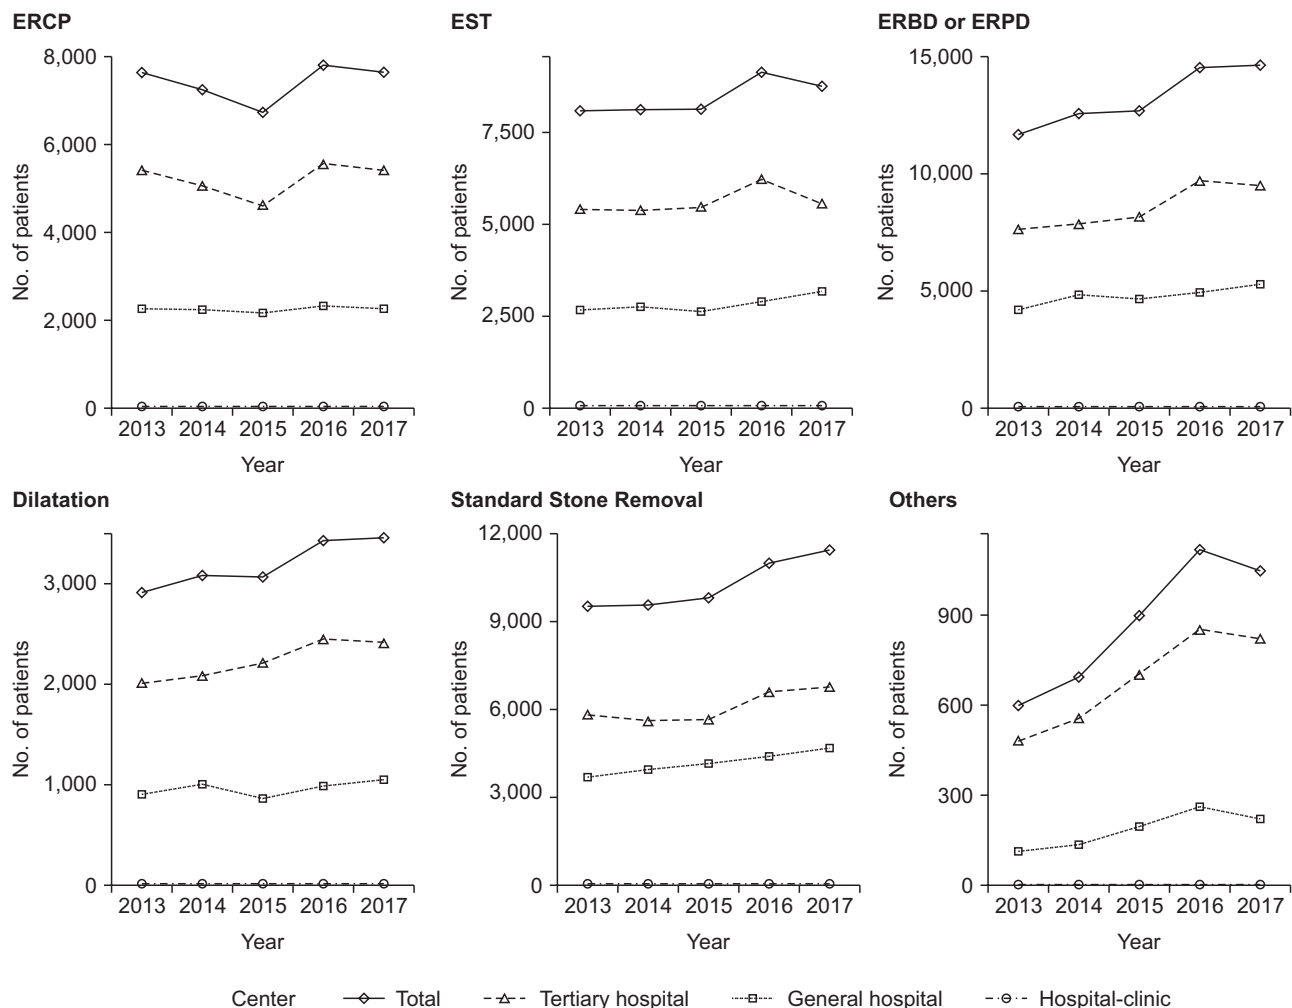 ERCP
8,000
6,000
4,000
2,000
0
No. of patients
2013 2014 2015 2016 2017
Year
EST
7,500
5,000
2,500
0
No. of patients
2013 2014 2015 2016 2017
Year
ERBD or ERPD
15,000
10,000
5,000
0
No. of patients
2013 2014 2015 2016 2017
Year
Dilatation
3,000
2,000
1,000
0
No. of patients
2013 2014 2015 2016 2017
Year
Standard Stone Removal
12,000
9,000
6,000
3,000
0
No. of patients
2013 2014 2015 2016 2017
Year
Others
900
600
300
0
No. of patients
2013 2014 2015 2016 2017
Year
Center Total Tertiary hospital General hospital Hospital-clinic